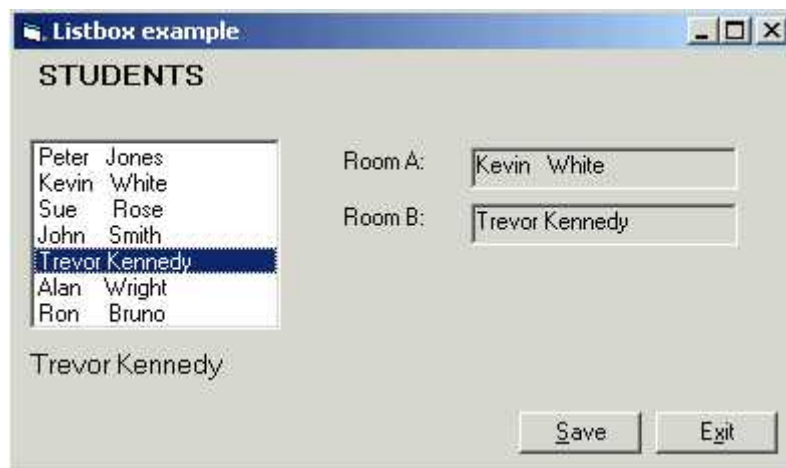 Listbox example
STUDENTS
Peter Jones
Kevin White
Sue Rose
John Smith
Trevor Kennedy
Alan Wright
Ron Bruno
Trevor Kennedy
Room A: Kevin White
Room B: Trevor Kennedy
Save Exit